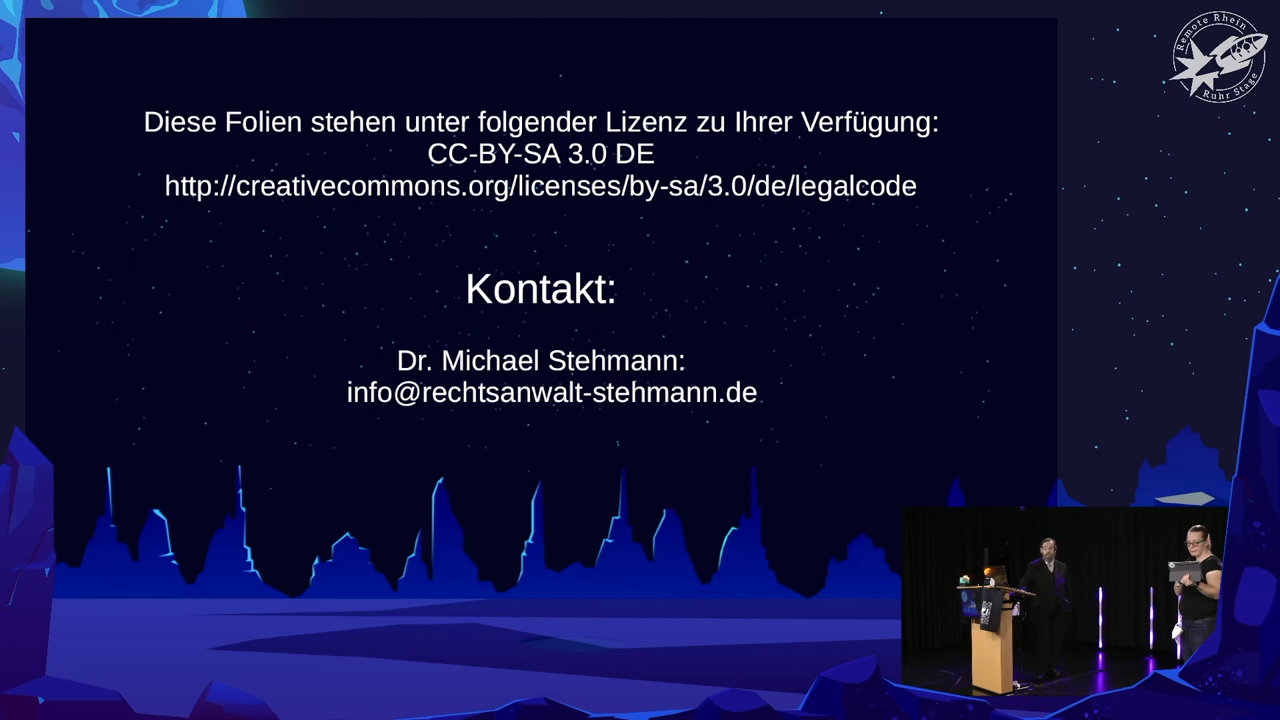 Remote Rhein
Ruhr Stage
Diese Folien stehen unter folgender Lizenz zu Ihrer Verfügung:
CC-BY-SA 3.0 DE
http://creativecommons.org/licenses/by-sa/3.0/de/legalcode
Kontakt:
Dr. Michael Stehmann:
info@rechtsanwalt-stehmann.de